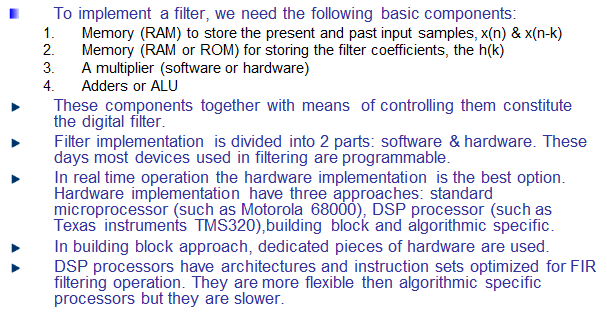 To implement a filter, we need the following basic components:
1. Memory (RAM) to store the present and past input samples, x(n) & x(n-k)
2. Memory (RAM or ROM) for storing the filter coefficients, the h(k)
3. A multiplier (software or hardware)
4. Adders or ALU
These components together with means of controlling them constitute
the digital filter.
Filter implementation is divided into 2 parts: software & hardware. These
days most devices used in filtering are programmable.
In real time operation the hardware implementation is the best option.
Hardware implementation have three approaches: standard
microprocessor (such as Motorola 68000), DSP processor (such as
Texas instruments TMS320),building block and algorithmic specific.
In building block approach, dedicated pieces of hardware are used.
DSP processors have architectures and instruction sets optimized for FIR
filtering operation. They are more flexible then algorithmic specific
processors but they are slower.